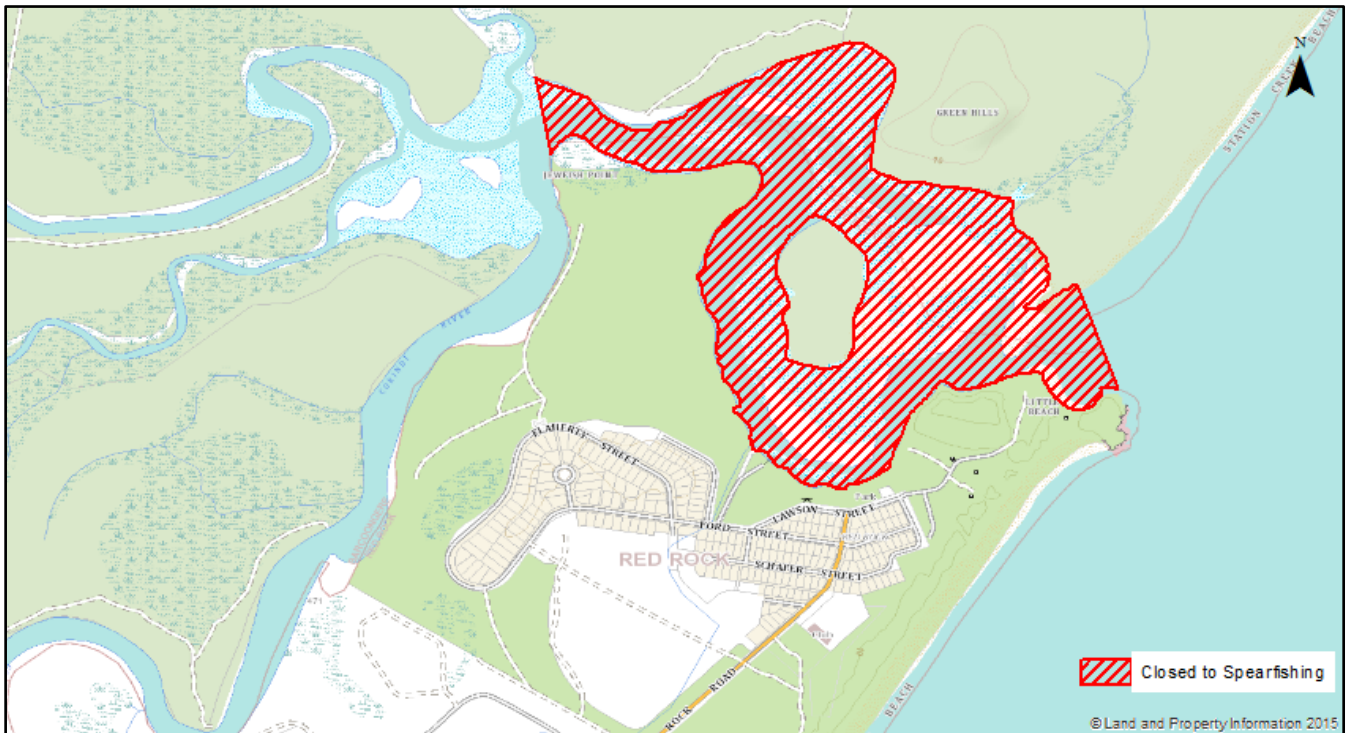 N
STATION CREEK BEACH
GREEN HILLS
JEWFISH POINT
CORINDI RIVER
LITTLE BEACH
FLAHERTY STREET
LAWSON STREET
Park
FORD STREET
RED ROCK
SCHAFER STREET
ROCK ROAD
BEACH
Closed to Spearfishing
© Land and Property Information 2015